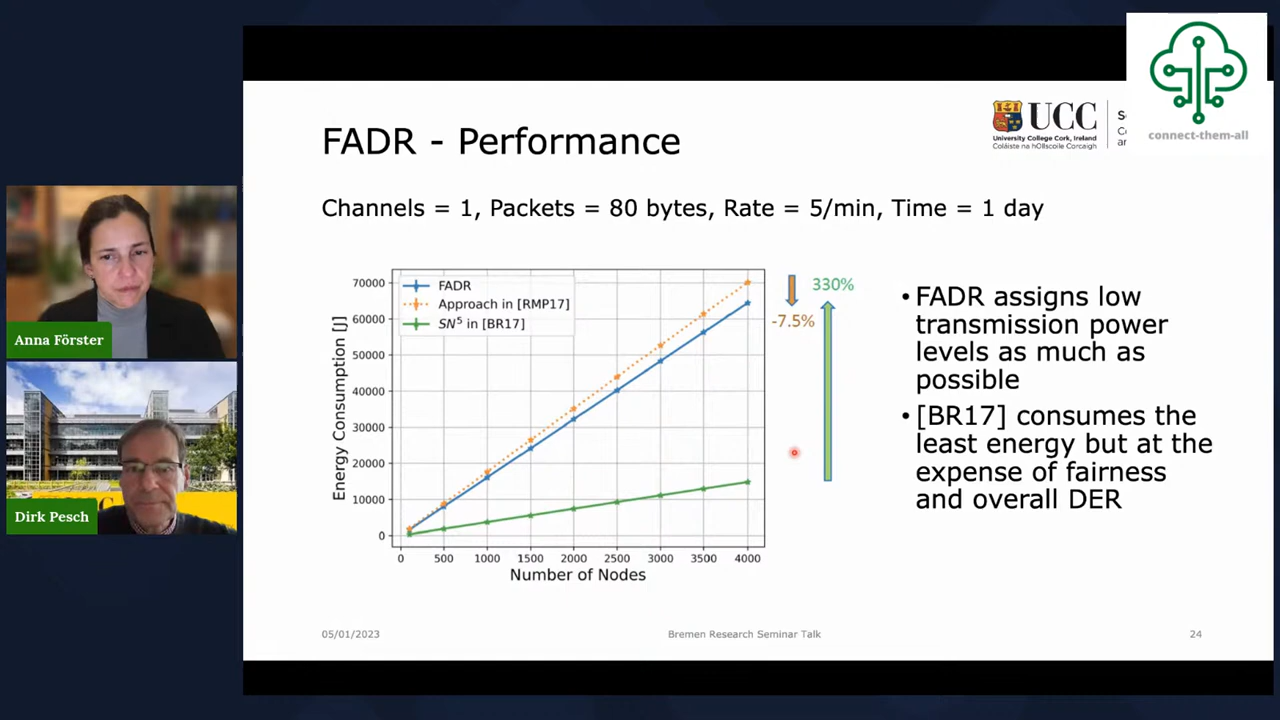 FADR - Performance
UCC
University College Cork, Ireland
Coláiste na hOllscoile Corcaigh
connect-them-all
Channels = 1, Packets = 80 bytes, Rate = 5/min, Time = 1 day
Anna Förster
Dirk Pesch
FADR
Approach in [RMP17]
SN⁵ in [BR17]
Energy Consumption [J]
70000
60000
50000
40000
30000
20000
10000
0
0 500 1000 1500 2000 2500 3000 3500 4000
Number of Nodes
330%
-7.5%
• FADR assigns low
transmission power
levels as much as
possible
• [BR17] consumes the
least energy but at the
expense of fairness
and overall DER
05/01/2023
Bremen Research Seminar Talk
24